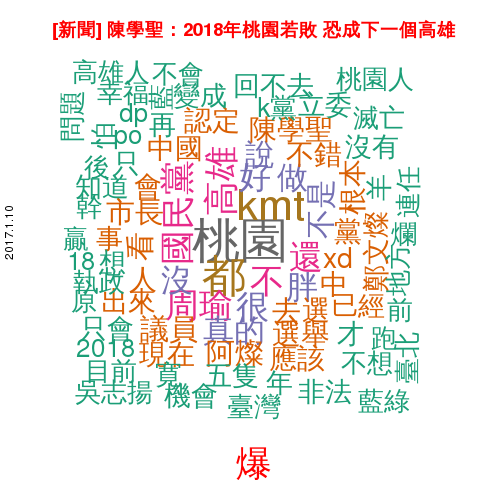 [新聞] 陳學聖：2018年桃園若敗 恐成下一個高雄
高雄人 不會 回不去 桃園人
幸福 藍 變成 k黨 立委 滅亡
問題 dp 再 認定 陳學聖
怕 po 中國 說 不錯 沒有
後 只 國民黨 高雄 好 做 根本 羊 連任
知道 會 kmt 不是 黨
幹 市長
贏 事 看 桃園 還 xd 鄭文燦 地方 爛
18 想
執政 人 沒 都 不 胖 中
原 出來 周瑜 很 去 選 已經 前
只會 議員 真的 選舉 才 跑 臺北
2018 現在 阿燦 應該 不想
目前 寬 五隻 年 非法 藍綠
吳志揚 機會 臺灣
2017.1.10
爆